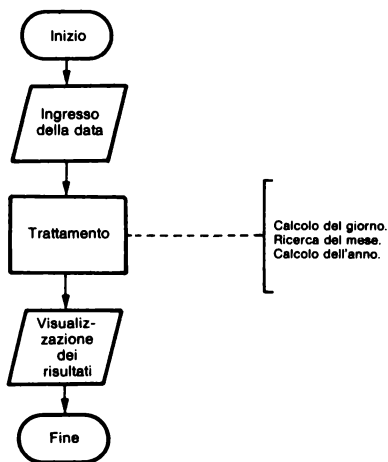 Inizio
Ingresso
della data
Trattamento
Calcolo del giorno.
Ricerca del mese.
Calcolo dell'anno.
Visualiz-
zazione
dei
risultati
Fine